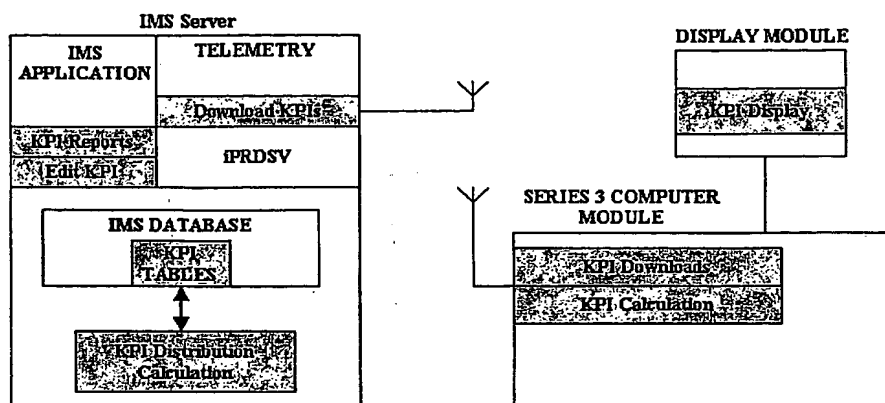 IMS Server
IMS
APPLICATION
TELEMETRY
Download KPIs
KPI Reports
Edit KPI
iPRDSV
IMS DATABASE
KPI
TABLES
KPI Distribution
Calculation
DISPLAY MODULE
KPI Display
SERIES 3 COMPUTER
MODULE
KPI Downloads
KPI Calculation